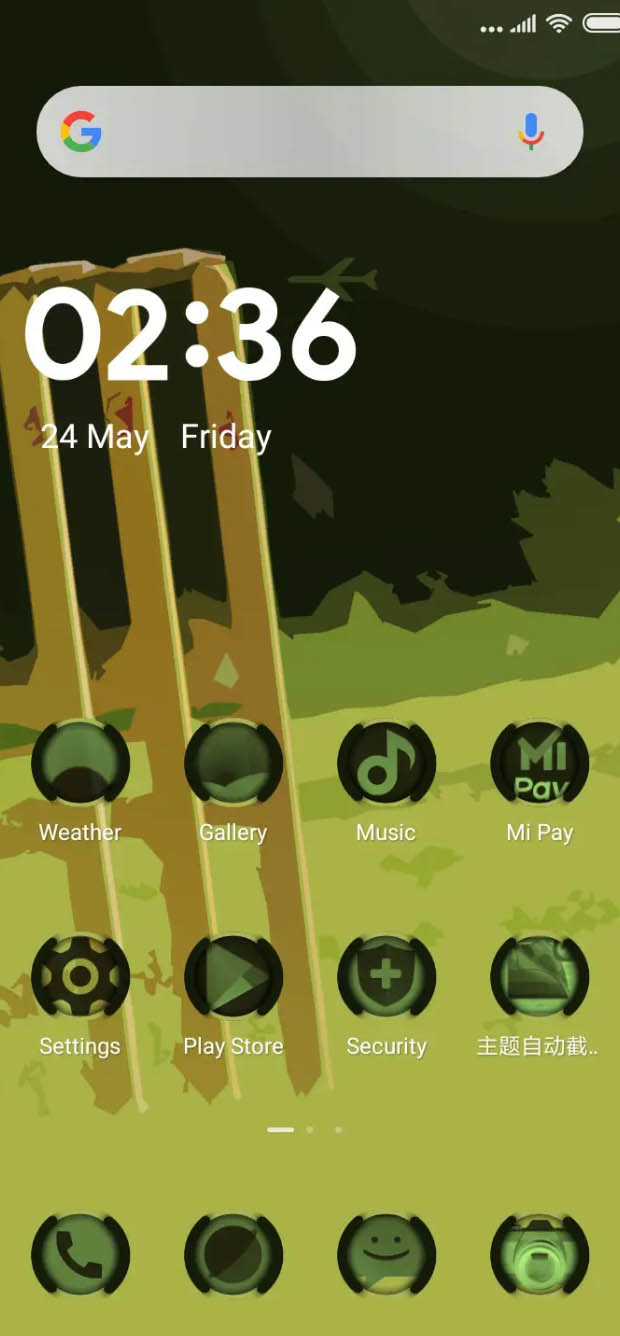 02:36
24 May Friday
Weather Gallery Music Mi Pay
Mi
Pay
Settings Play Store Security 主题自动截..